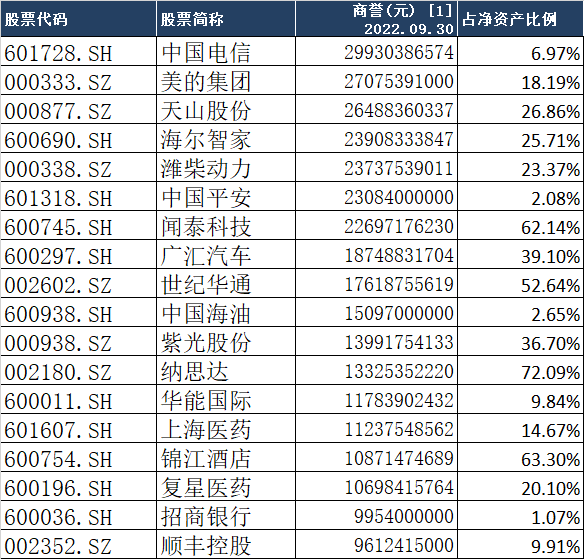 股票代码 股票简称 商誉(元) [1] 2022.09.30 占净资产比例
601728.SH 中国电信 29930386574 6.97%
000333.SZ 美的集团 27075391000 18.19%
000877.SZ 天山股份 26488360337 26.86%
600690.SH 海尔智家 23908333847 25.71%
000338.SZ 潍柴动力 23737539011 23.37%
601318.SH 中国平安 23084000000 2.08%
600745.SH 闻泰科技 22697176230 62.14%
600297.SH 广汇汽车 18748831704 39.10%
002602.SZ 世纪华通 17618755619 52.64%
600938.SH 中国海油 15097000000 2.65%
000938.SZ 紫光股份 13991754133 36.70%
002180.SZ 纳思达 13325352220 72.09%
600011.SH 华能国际 11783902432 9.84%
601607.SH 上海医药 11237548562 14.67%
600754.SH 锦江酒店 10871474689 63.30%
600196.SH 复星医药 10698415764 20.10%
600036.SH 招商银行 9954000000 1.07%
002352.SZ 顺丰控股 9612415000 9.91%